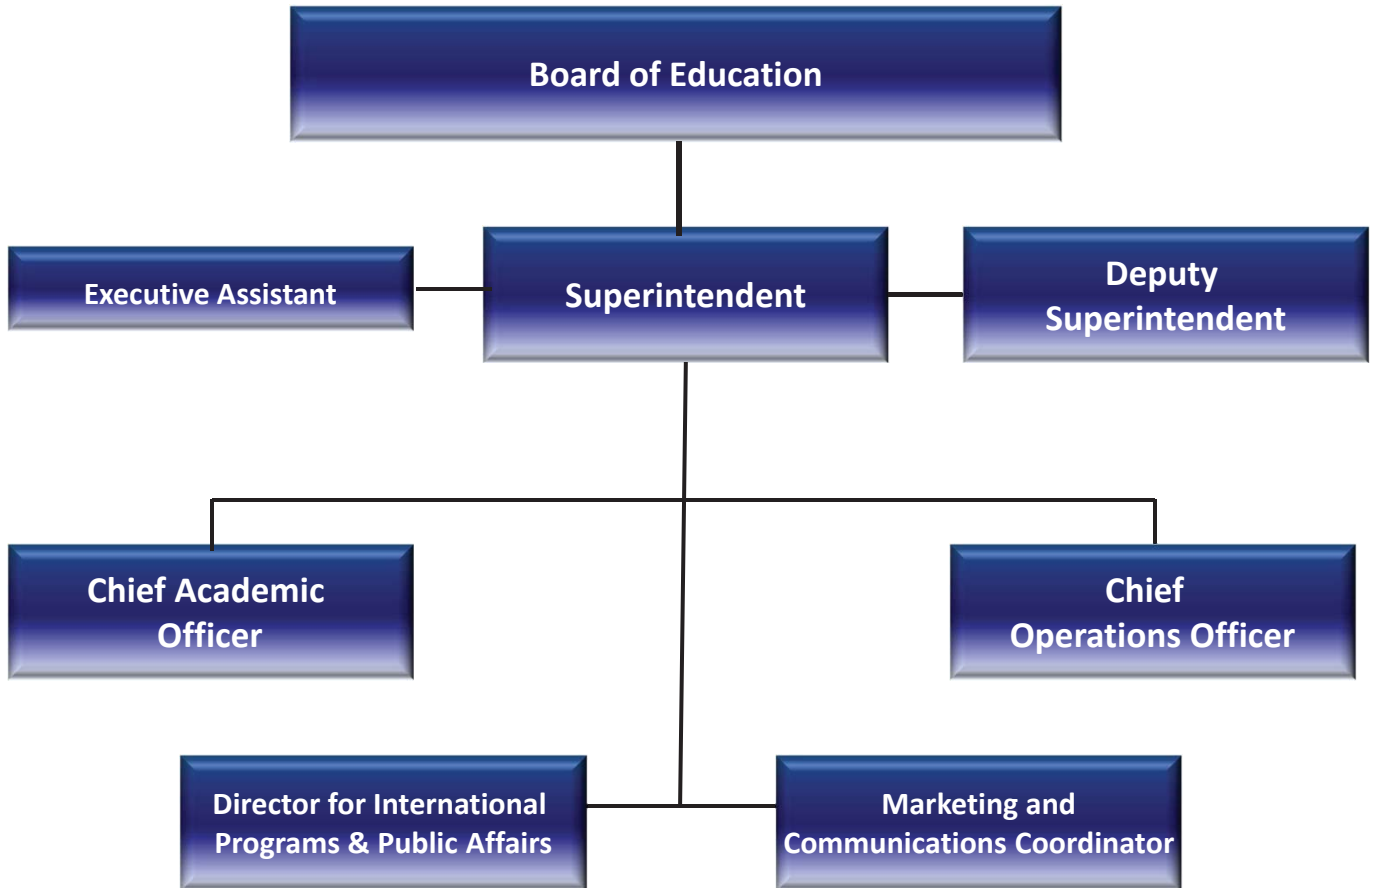 Board of Education
Executive Assistant
Superintendent
Deputy
Superintendent
Chief Academic
Officer
Chief
Operations Officer
Director for International
Programs & Public Affairs
Marketing and
Communications Coordinator